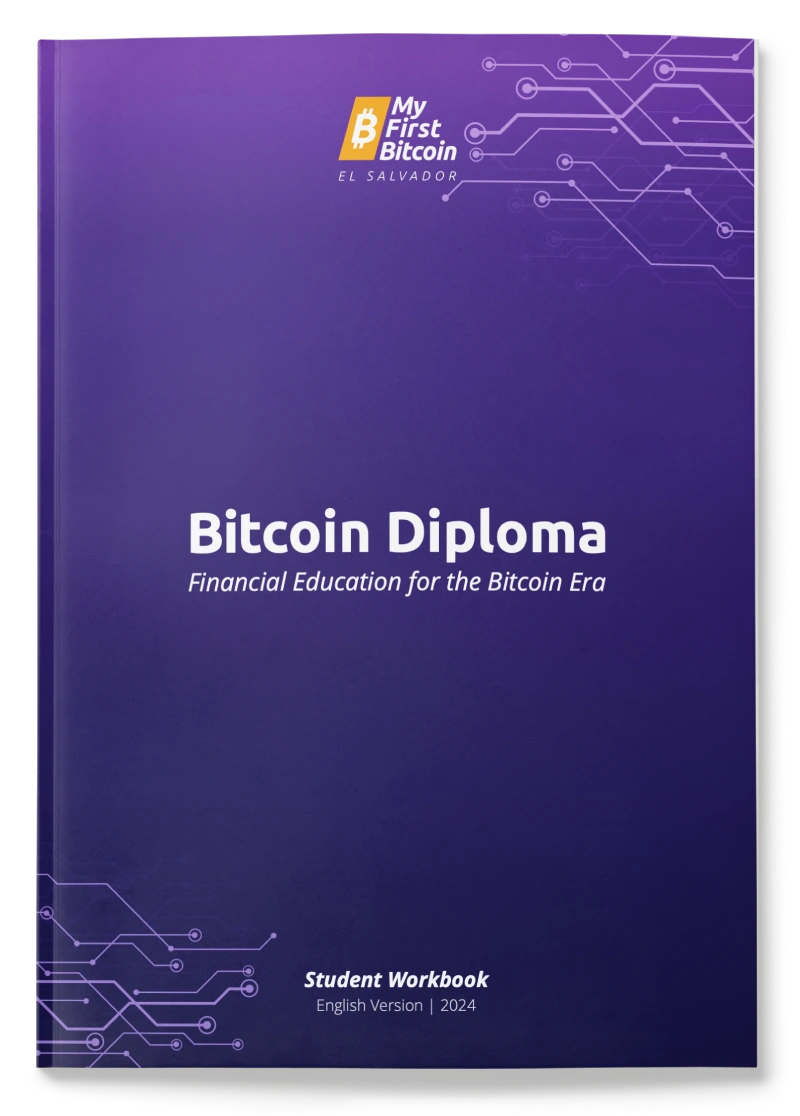 My
First
Bitcoin
EL SALVADOR
Bitcoin Diploma
Financial Education for the Bitcoin Era
Student Workbook
English Version | 2024